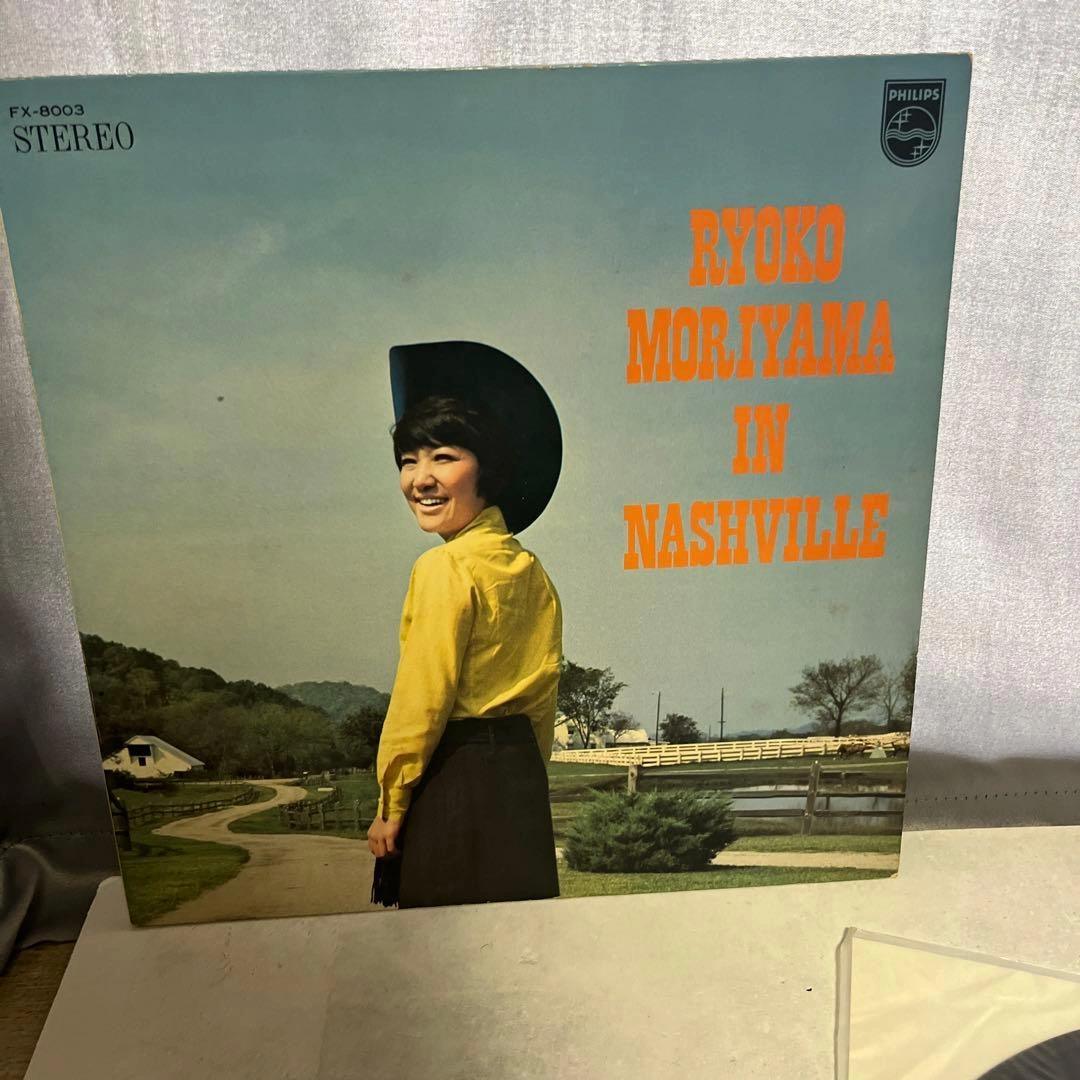 FX-8003
STEREO
PHILIPS
RYOKO
MORIYAMA
IN
NASHVILLE